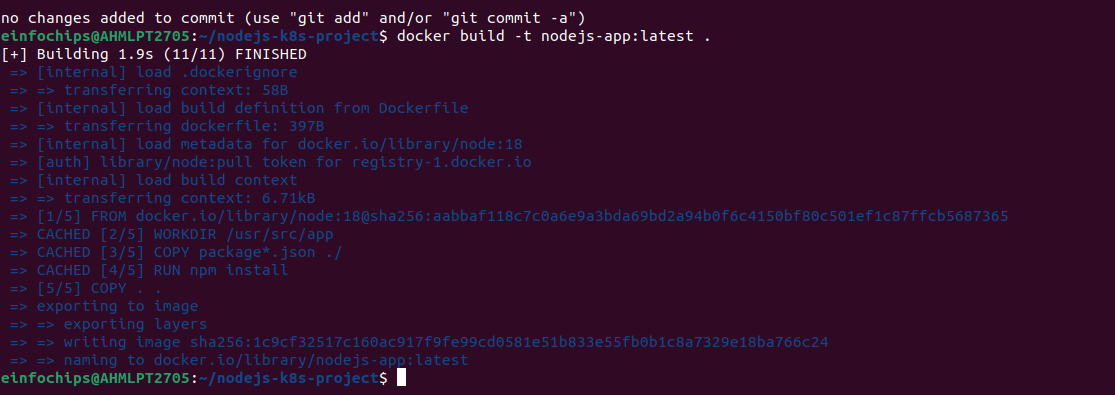 no changes added to commit (use "git add" and/or "git commit -a")
einfochips@AHMLPT2705:~/nodejs-k8s-project$ docker build -t nodejs-app:latest .
[+] Building 1.9s (11/11) FINISHED
=> [internal] load .dockerignore
=> => transferring context: 58B
=> [internal] load build definition from Dockerfile
=> => transferring dockerfile: 397B
=> [internal] load metadata for docker.io/library/node:18
=> [auth] library/node:pull token for registry-1.docker.io
=> [internal] load build context
=> => transferring context: 6.71kB
=> [1/5] FROM docker.io/library/node:18@sha256:aabbaf118c7c0a6e9a3bda69bd2a94b0f6c4150bf80c501ef1c87ffcb5687365
=> CACHED [2/5] WORKDIR /usr/src/app
=> CACHED [3/5] COPY package*.json ./
=> CACHED [4/5] RUN npm install
=> [5/5] COPY . .
=> exporting to image
=> => exporting layers
=> => writing image sha256:1c9cf32517c160ac917f9fe99cd0581e51b833e55fb0b1c8a7329e18ba766c24
=> => naming to docker.io/library/nodejs-app:latest
einfochips@AHMLPT2705:~/nodejs-k8s-project$